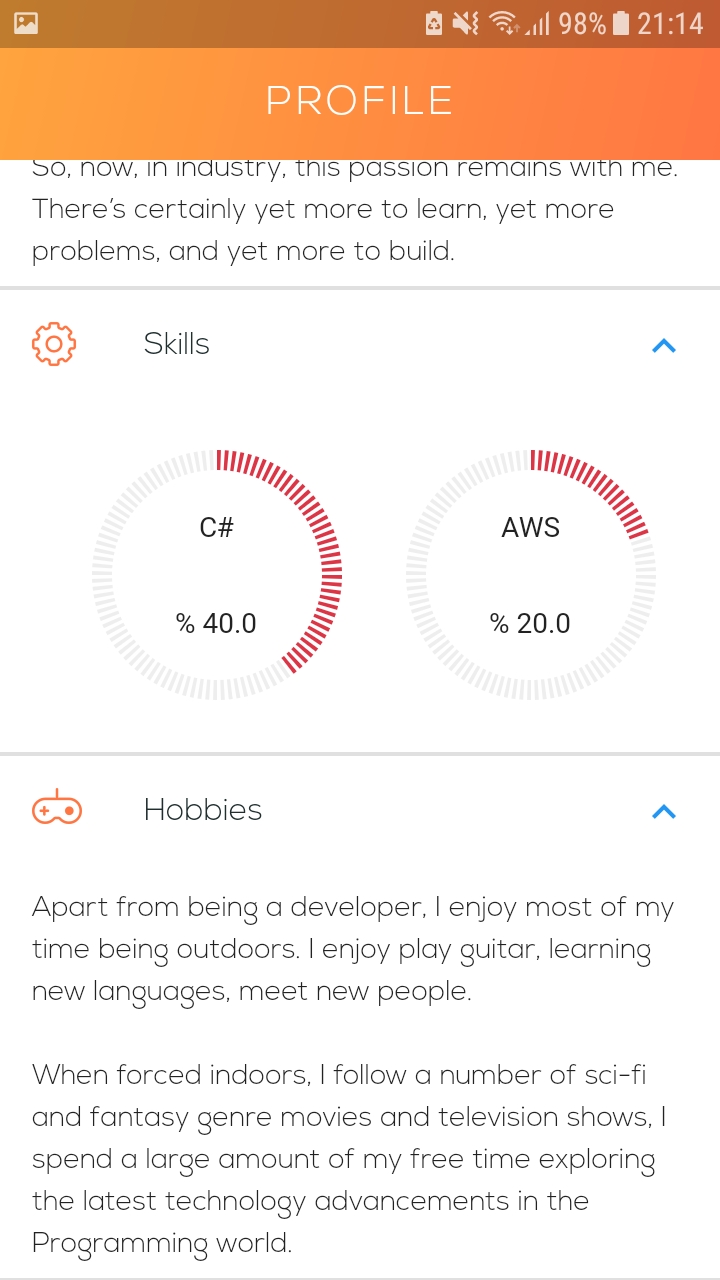 98% 21:14
PROFILE
So, now, in industry, this passion remains with me.
There’s certainly yet more to learn, yet more
problems, and yet more to build.
Skills
C#
% 40.0
AWS
% 20.0
Hobbies
Apart from being a developer, I enjoy most of my
time being outdoors. I enjoy play guitar, learning
new languages, meet new people.
When forced indoors, I follow a number of sci-fi
and fantasy genre movies and television shows, I
spend a large amount of my free time exploring
the latest technology advancements in the
Programming world.